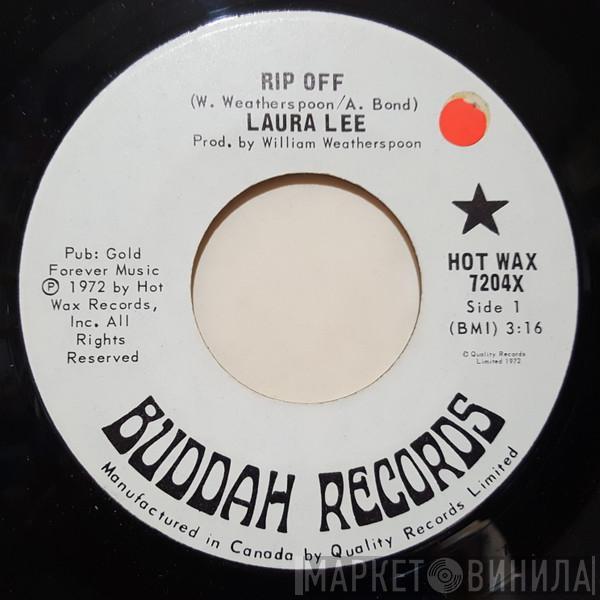 RIP OFF
(W. Weatherspoon/A. Bond)
LAURA LEE
Prod. by William Weatherspoon
Pub: Gold
Forever Music
℗ 1972 by Hot
Wax Records,
Inc. All
Rights
Reserved
HOT WAX
7204X
Side 1
(BMI) 3:16
© Quality Records
Limited 1972
BUDDAH RECORDS
Manufactured in Canada by Quality Records Limited
МАРКЕТ ВИНИЛА